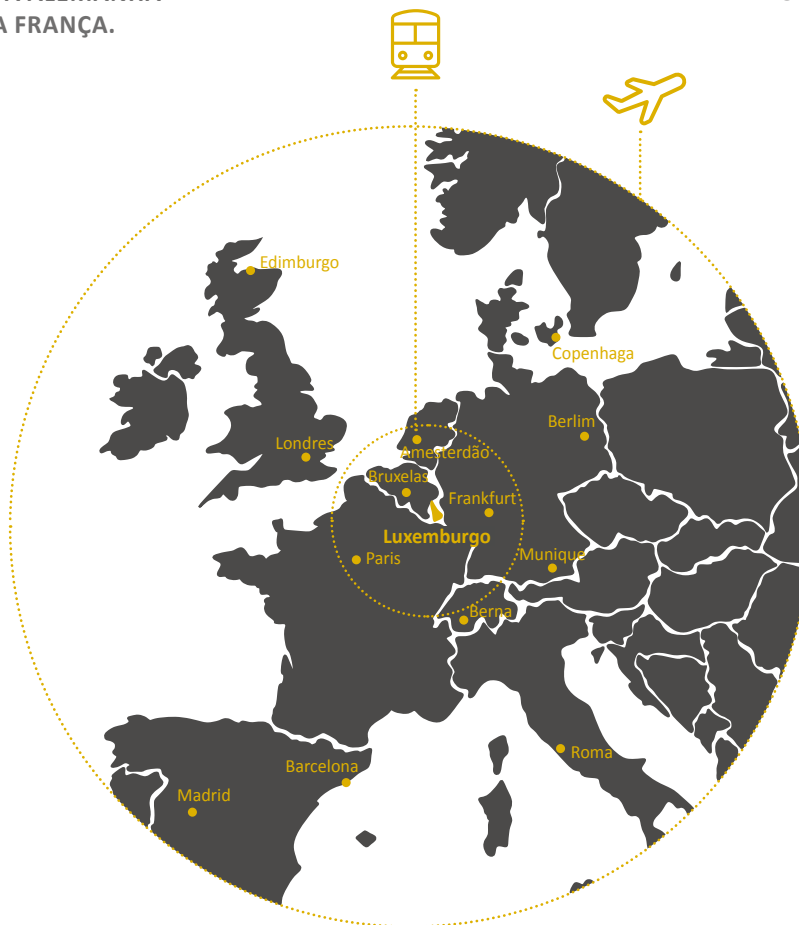 A FRANÇA.
Edimburgo
Copenhaga
Berlim
Londres
Amesterdão
Bruxelas
Frankfurt
Luxemburgo
Paris
Munique
Berna
Roma
Barcelona
Madrid